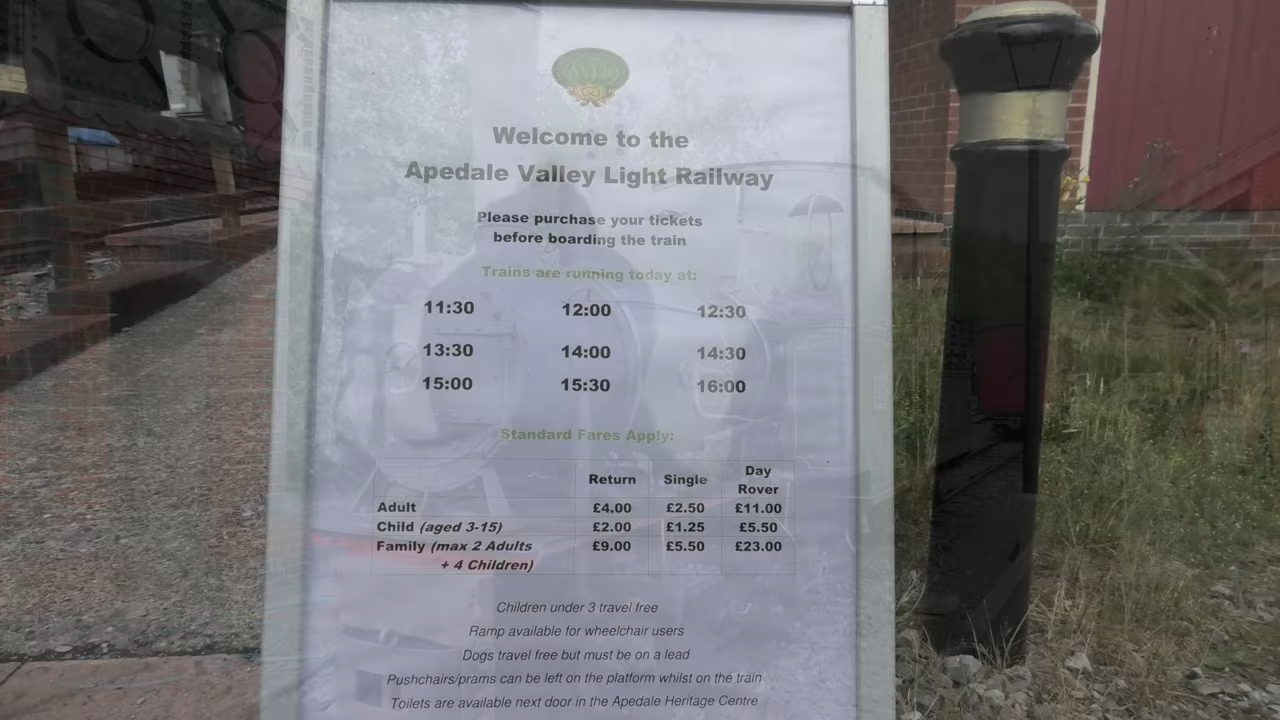 Welcome to the
Apedale Valley Light Railway
Please purchase your tickets
before boarding the train
Trains are running today at:
11:30 12:00 12:30
13:30 14:00 14:30
15:00 15:30 16:00
Standard Fares Apply:
Return Single Day Rover
Adult £4.00 £2.50 £11.00
Child (aged 3-15) £2.00 £1.25 £5.50
Family (max 2 Adults £9.00 £5.50 £23.00
+ 4 Children)
Children under 3 travel free
Ramp available for wheelchair users
Dogs travel free but must be on a lead
Pushchairs/prams can be left on the platform whilst on the train
Toilets are available next door in the Apedale Heritage Centre